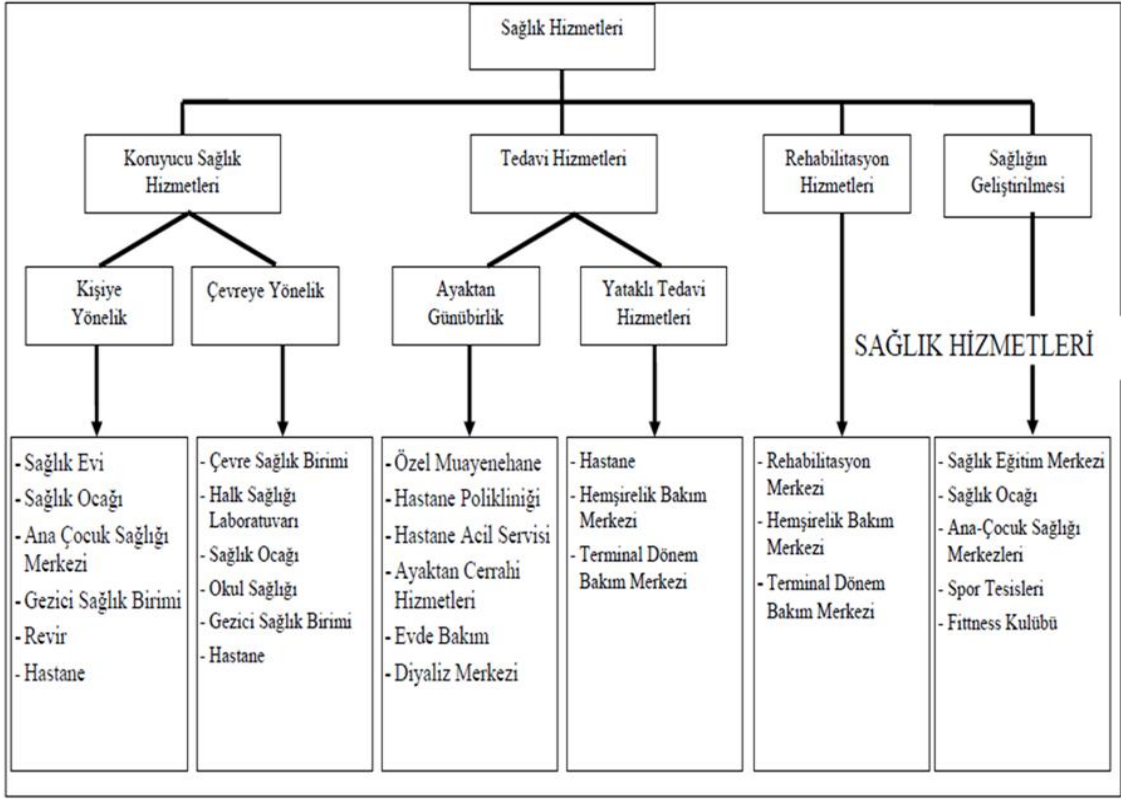 Sağlık Hizmetleri
Koruyucu Sağlık
Hizmetleri
Tedavi Hizmetleri
Rehabilitasyon
Hizmetleri
Sağlığın
Geliştirilmesi
Kişiye
Yönelik
Çevreye Yönelik
Ayaktan
Günübirlik
Yataklı Tedavi
Hizmetleri
SAĞLIK HİZMETLERİ
- Sağlık Evi
- Sağlık Ocağı
- Ana Çocuk Sağlığı
Merkezi
- Gezici Sağlık Birimi
- Revir
- Hastane
- Çevre Sağlık Birimi
- Halk Sağlığı
Laboratuvarı
- Sağlık Ocağı
- Okul Sağlığı
- Gezici Sağlık Birimi
- Hastane
- Özel Muayenehane
- Hastane Polikliniği
- Hastane Acil Servisi
- Ayaktan Cerrahi
Hizmetleri
- Evde Bakım
- Diyaliz Merkezi
- Hastane
- Hemşirelik Bakım
Merkezi
- Terminal Dönem
Bakım Merkezi
- Rehabilitasyon
Merkezi
- Hemşirelik Bakım
Merkezi
- Terminal Dönem
Bakım Merkezi
- Sağlık Eğitim Merkezi
- Sağlık Ocağı
- Ana-Çocuk Sağlığı
Merkezleri
- Spor Tesisleri
- Fittness Kulübü